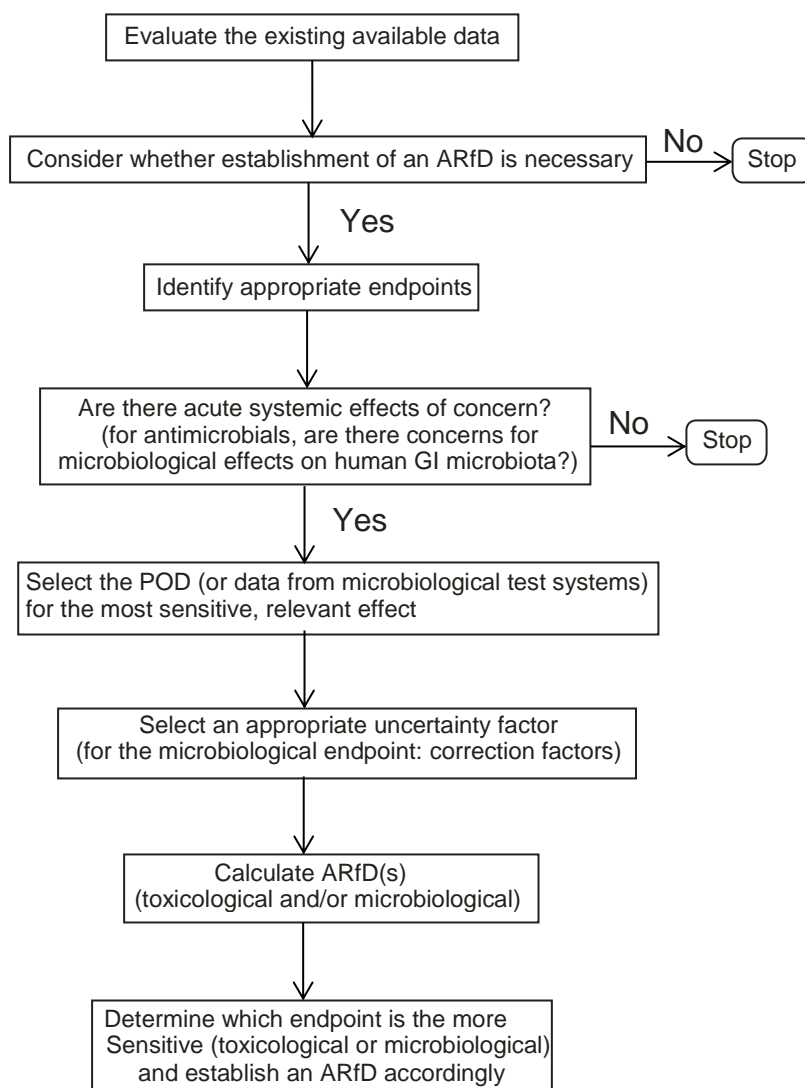 Evaluate the existing available data
Consider whether establishment of an ARfD is necessary
No
Stop
Yes
Identify appropriate endpoints
Are there acute systemic effects of concern?
(for antimicrobials, are there concerns for
microbiological effects on human GI microbiota?)
No
Stop
Yes
Select the POD (or data from microbiological test systems)
for the most sensitive, relevant effect
Select an appropriate uncertainty factor
(for the microbiological endpoint: correction factors)
Calculate ARfD(s)
(toxicological and/or microbiological)
Determine which endpoint is the more
Sensitive (toxicological or microbiological)
and establish an ARfD accordingly